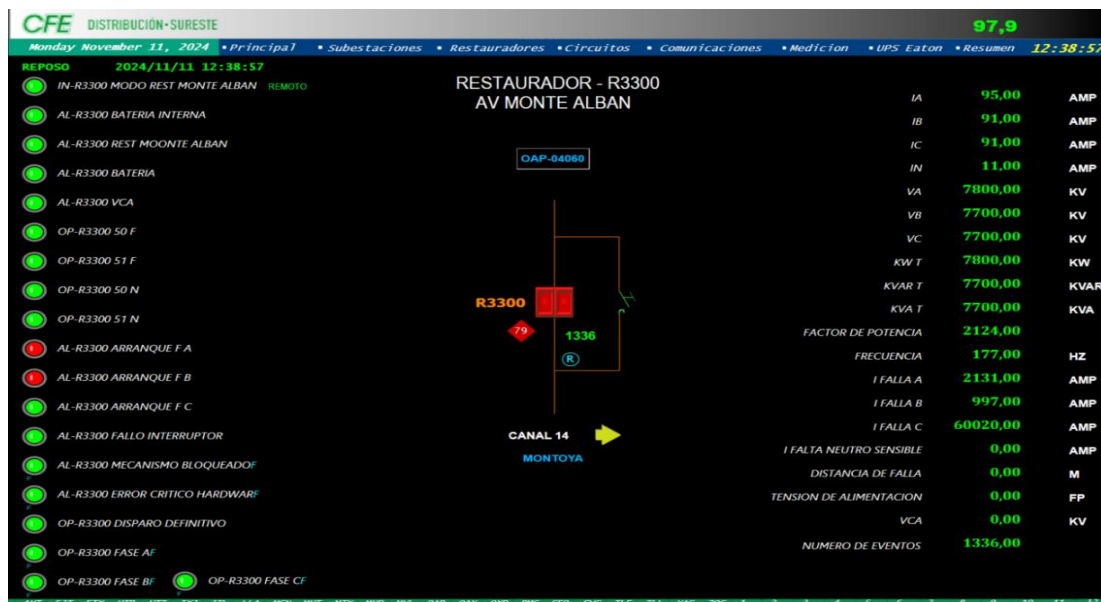 CFE DISTRIBUCIÓN•SURESTE 97,9
Monday November 11, 2024 •Principal •Subestaciones •Restauradores •Circuitos •Comunicaciones •Medicion •UPS Eaton •Resumen 12:38:57
REPOSO 2024/11/11 12:38:57
RESTAURADOR - R3300
AV MONTE ALBAN
IN-R3300 MODO REST MONTE ALBAN REMOTO
AL-R3300 BATERIA INTERNA
AL-R3300 REST MOONTE ALBAN
AL-R3300 BATERIA
AL-R3300 VCA
OP-R3300 50 F
OP-R3300 51 F
OP-R3300 50 N
OP-R3300 51 N
AL-R3300 ARRANQUE F A
AL-R3300 ARRANQUE F B
AL-R3300 ARRANQUE F C
AL-R3300 FALLO INTERRUPTOR
AL-R3300 MECANISMO BLOQUEADOF
AL-R3300 ERROR CRITICO HARDWARF
OP-R3300 DISPARO DEFINITIVO
OP-R3300 FASE AF
OP-R3300 FASE BF OP-R3300 FASE CF
OAP-04060
R3300
79
1336
R
CANAL 14
MONTOYA
IA 95,00 AMP
IB 91,00 AMP
IC 91,00 AMP
IN 11,00 AMP
VA 7800,00 KV
VB 7700,00 KV
VC 7700,00 KV
KW T 7800,00 KW
KVAR T 7700,00 KVAR
KVA T 7700,00 KVA
FACTOR DE POTENCIA 2124,00
FRECUENCIA 177,00 HZ
I FALLA A 2131,00 AMP
I FALLA B 997,00 AMP
I FALLA C 60020,00 AMP
I FALTA NEUTRO SENSIBLE 0,00 AMP
DISTANCIA DE FALLA 0,00 M
TENSION DE ALIMENTACION 0,00 FP
VCA 0,00 KV
NUMERO DE EVENTOS 1336,00